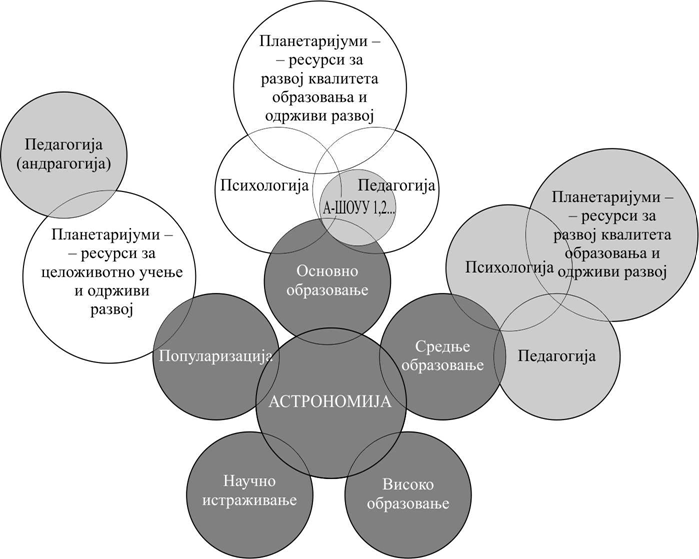 Планетаријуми –
– ресурси за
развој квалитета
образовања и
одрживи развој
Педагогија
(андрагогија)
Психологија
Педагогија
А-ШОУУ 1,2...
Планетаријуми –
– ресурси за
целоживотно учење
и одрживи
развој
Основно
образовање
Планетаријуми –
– ресурси за
развој квалитета
образовања и
одрживи развој
Психологија
Популаризација
Средње
образовање
Педагогија
АСТРОНОМИЈА
Научно
истраживање
Високо
образовање